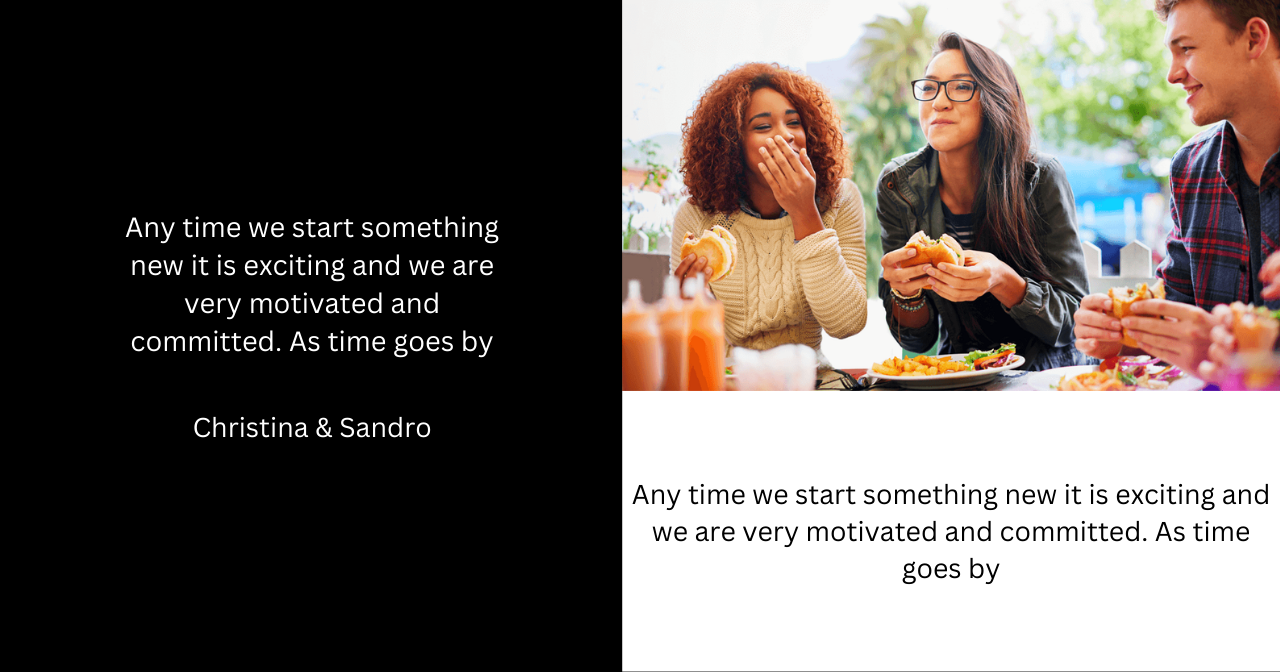 Any time we start something
new it is exciting and we are
very motivated and
committed. As time goes by
Christina & Sandro
Any time we start something new it is exciting and
we are very motivated and committed. As time
goes by